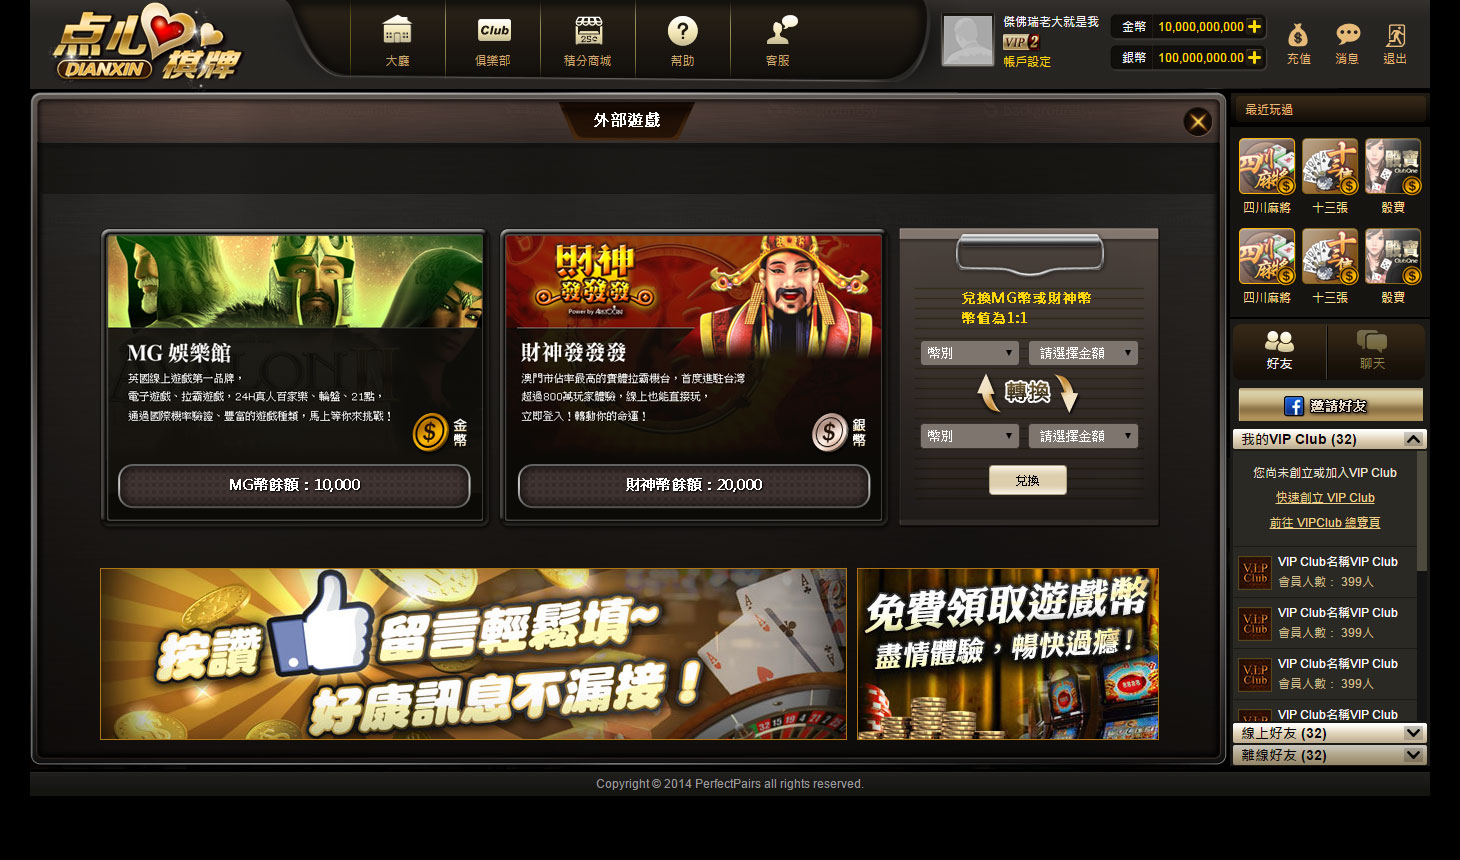 点心
DIANXIN
棋牌
大廳
Club
俱樂部
25¢
積分商城
?
幫助
客服
傑佛瑞老大就是我
VIP 2
帳戶設定
金幣 10,000,000,000
銀幣 100,000,000.00
充值
消息
退出
外部遊戲
最近玩過
四川麻將
十三張
骰寶
四川麻將
十三張
骰寶
財神
發發發
Power by
MG 娛樂館
英國線上遊戲第一品牌，
電子遊戲、拉霸遊戲，24H真人百家樂、輪盤、21點，
通過國際機率驗證、豐富的遊戲種類，馬上等你來挑戰！
金幣
MG幣餘額：10,000
財神發發發
澳門市佔率最高的實體拉霸機台，首度進駐台灣
超過800萬玩家體驗，線上也能直接玩，
立即登入！轉動你的命運！
銀幣
財神幣餘額：20,000
兌換MG幣或財神幣
幣值為1:1
幣別
請選擇金額
轉換
幣別
請選擇金額
兌換
按讚留言輕鬆填~
好康訊息不漏接！
免費領取遊戲幣
盡情體驗，暢快過癮！
好友
聊天
邀請好友
我的VIP Club (32)
您尚未創立或加入VIP Club
快速創立 VIP Club
前往 VIPClub 總覽頁
V.I.P
Club
VIP Club名稱VIP Club
會員人數： 399人
V.I.P
Club
VIP Club名稱VIP Club
會員人數： 399人
V.I.P
Club
VIP Club名稱VIP Club
會員人數： 399人
VIP Club名稱VIP Club
線上好友 (32)
離線好友 (32)
Copyright © 2014 PerfectPairs all rights reserved.